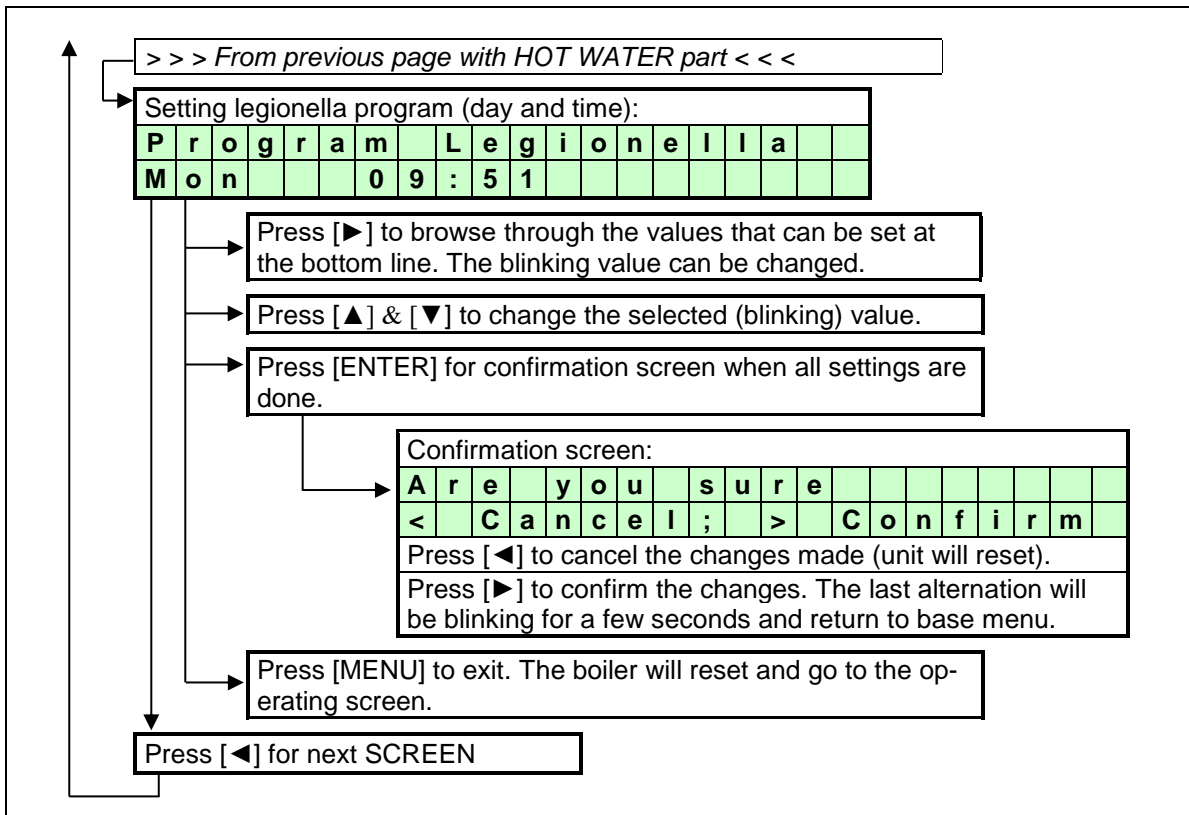 > > > From previous page with HOT WATER part < < <
Setting legionella program (day and time):
Program Legionella
Mon 09:51
Press [►] to browse through the values that can be set at
the bottom line. The blinking value can be changed.
Press [▲] & [▼] to change the selected (blinking) value.
Press [ENTER] for confirmation screen when all settings are
done.
Confirmation screen:
Are you sure
< Cancel; > Confirm
Press [◄] to cancel the changes made (unit will reset).
Press [►] to confirm the changes. The last alternation will
be blinking for a few seconds and return to base menu.
Press [MENU] to exit. The boiler will reset and go to the op-
erating screen.
Press [◄] for next SCREEN